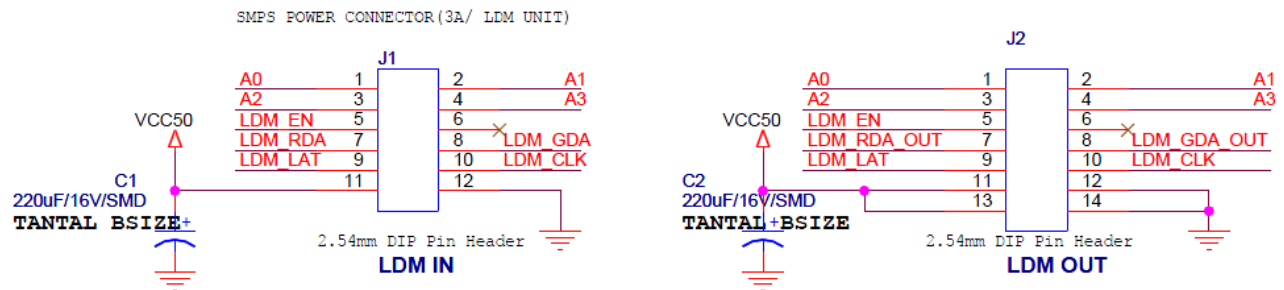 SMPS POWER CONNECTOR(3A/ LDM UNIT)
J1
A0 1 2 A1
A2 3 4 A3
LDM_EN 5 6
LDM_RDA 7 8 LDM_GDA
LDM_LAT 9 10 LDM_CLK
11 12
VCC50
C1
220uF/16V/SMD
TANTAL BSIZE+
2.54mm DIP Pin Header
LDM IN
J2
A0 1 2 A1
A2 3 4 A3
LDM_EN 5 6
LDM_RDA_OUT 7 8 LDM_GDA_OUT
LDM_LAT 9 10 LDM_CLK
11 12
13 14
VCC50
C2
220uF/16V/SMD
TANTAL +BSIZE
2.54mm DIP Pin Header
LDM OUT